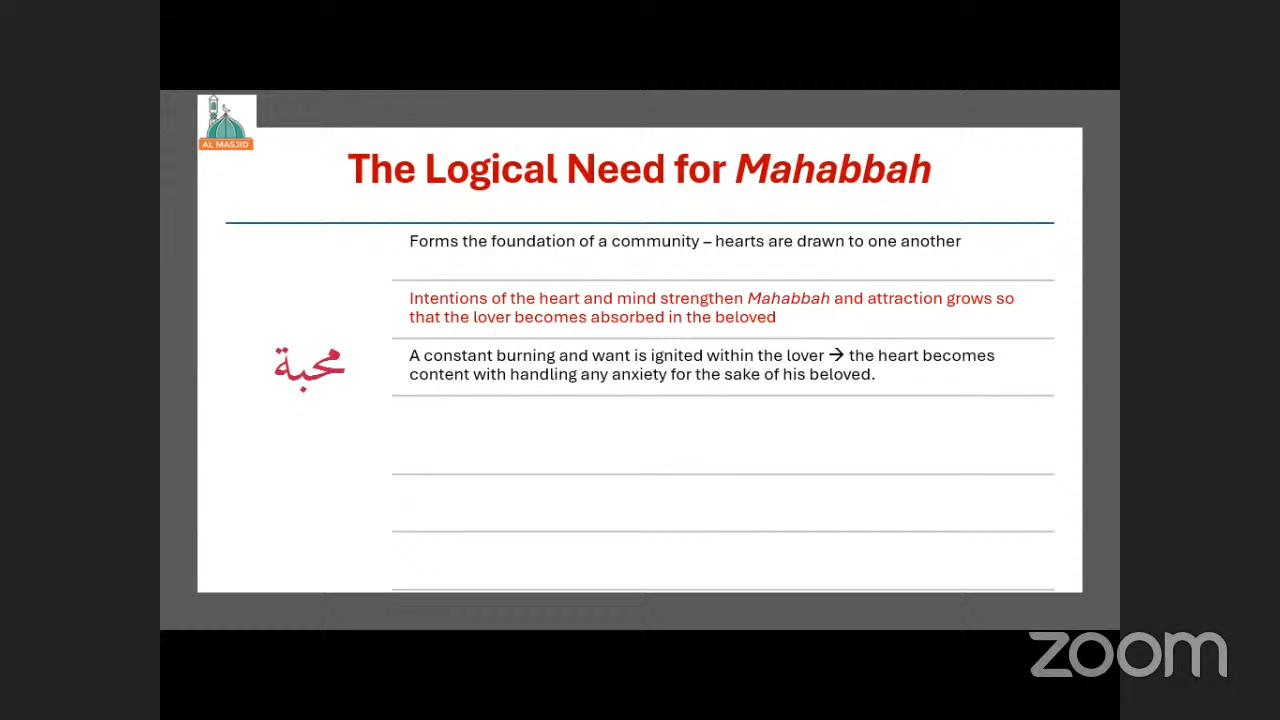 AL MASJID
The Logical Need for Mahabbah
Forms the foundation of a community – hearts are drawn to one another
Intentions of the heart and mind strengthen Mahabbah and attraction grows so
that the lover becomes absorbed in the beloved
محبة
A constant burning and want is ignited within the lover → the heart becomes
content with handling any anxiety for the sake of his beloved.
zoom